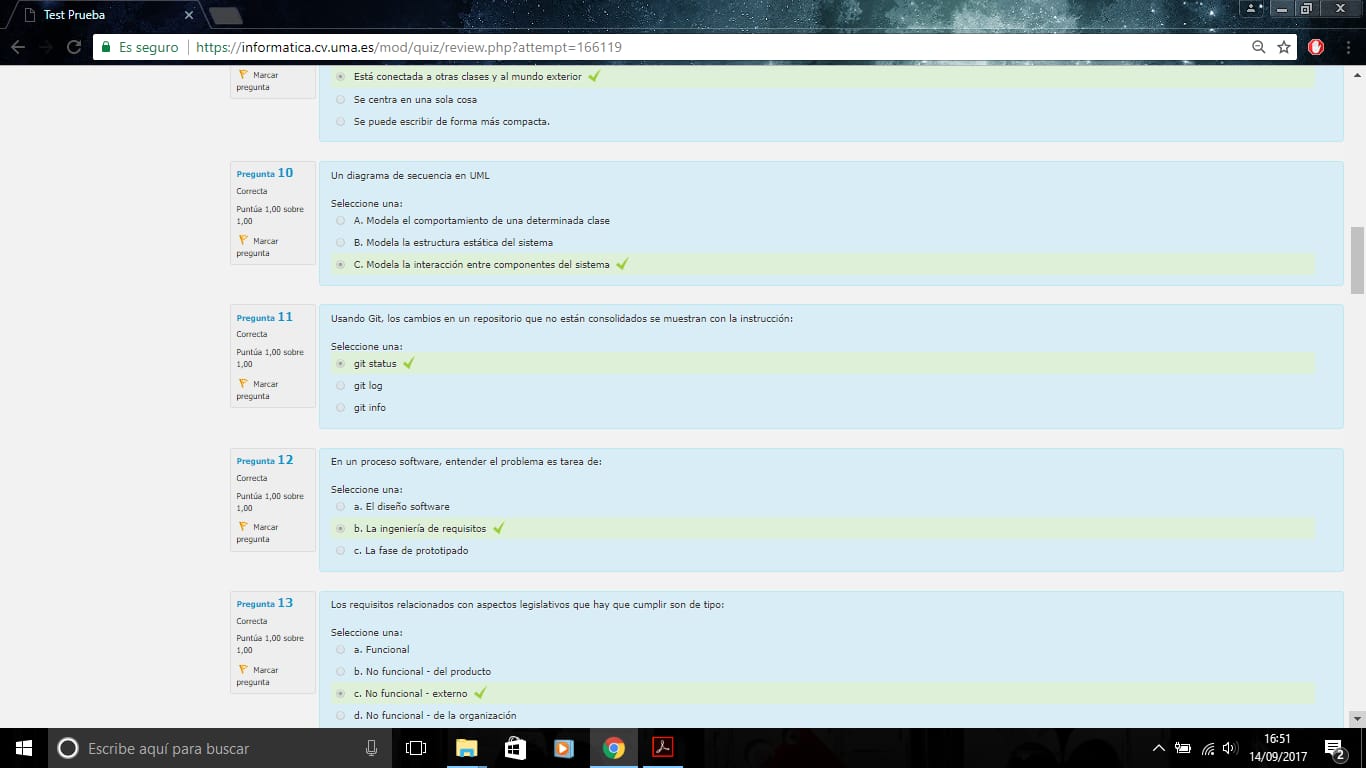 Test Prueba
Es seguro https://informatica.cv.uma.es/mod/quiz/review.php?attempt=166119
Marcar
pregunta
Está conectada a otras clases y al mundo exterior
Se centra en una sola cosa
Se puede escribir de forma más compacta.
Pregunta 10
Correcta
Puntúa 1,00 sobre
1,00
Marcar
pregunta
Un diagrama de secuencia en UML
Seleccione una:
A. Modela el comportamiento de una determinada clase
B. Modela la estructura estática del sistema
C. Modela la interacción entre componentes del sistema
Pregunta 11
Correcta
Puntúa 1,00 sobre
1,00
Marcar
pregunta
Usando Git, los cambios en un repositorio que no están consolidados se muestran con la instrucción:
Seleccione una:
git status
git log
git info
Pregunta 12
Correcta
Puntúa 1,00 sobre
1,00
Marcar
pregunta
En un proceso software, entender el problema es tarea de:
Seleccione una:
a. El diseño software
b. La ingeniería de requisitos
c. La fase de prototipado
Pregunta 13
Correcta
Puntúa 1,00 sobre
1,00
Marcar
pregunta
Los requisitos relacionados con aspectos legislativos que hay que cumplir son de tipo:
Seleccione una:
a. Funcional
b. No funcional - del producto
c. No funcional - externo
d. No funcional - de la organización
Escribe aquí para buscar
16:51
14/09/2017
2